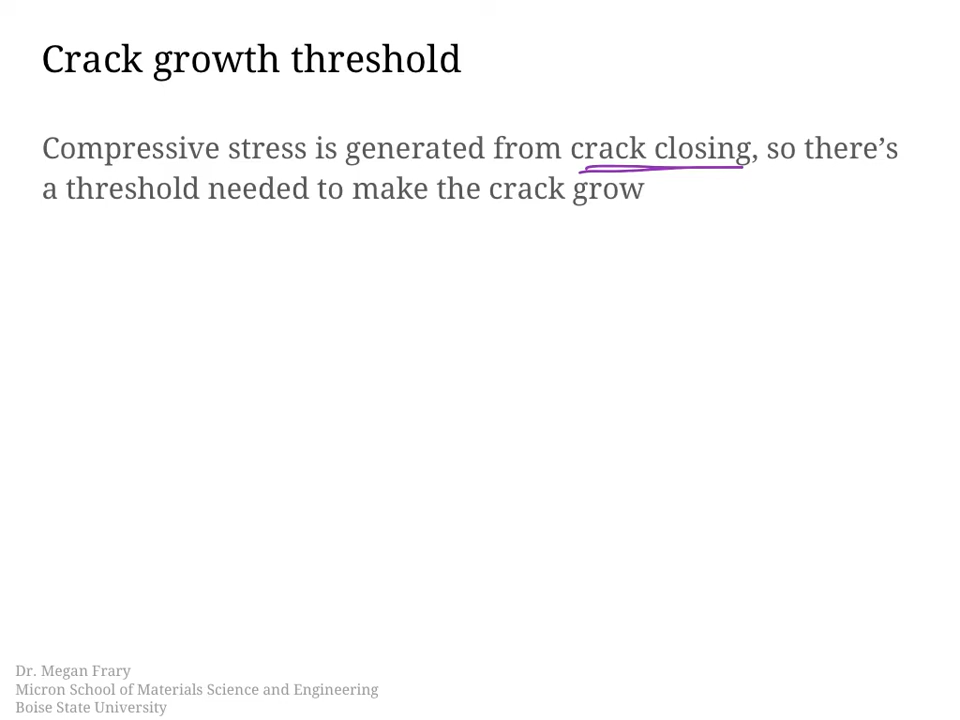 Crack growth threshold
Compressive stress is generated from crack closing, so there’s
a threshold needed to make the crack grow
Dr. Megan Frary
Micron School of Materials Science and Engineering
Boise State University